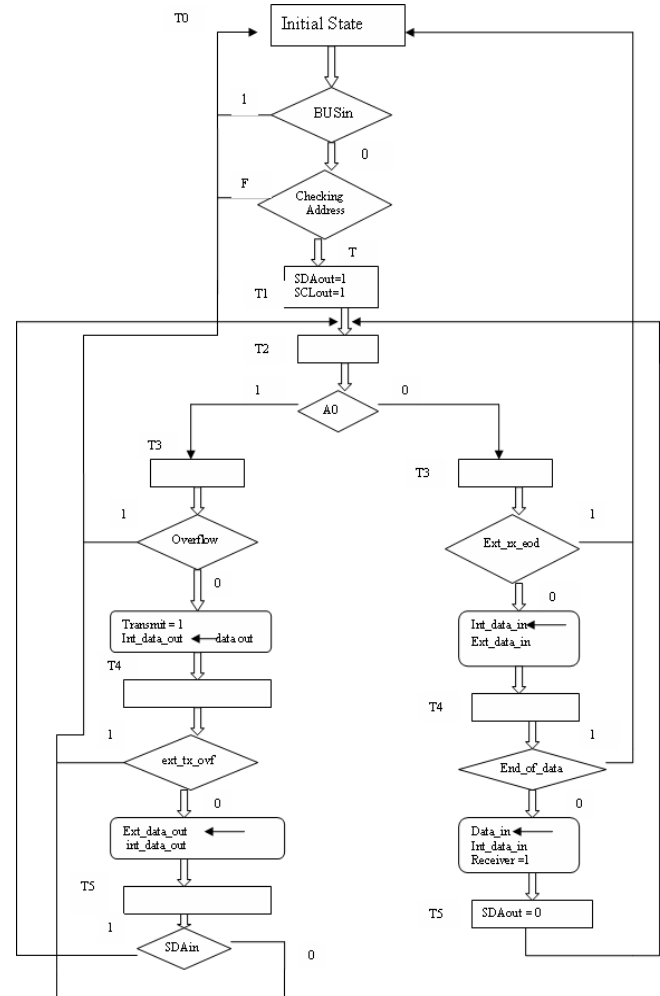 T0
Initial State
1
BUSin
0
F
Checking
Address
T
T1
SDAout=1
SCLout=1
T2
1
A0
0
T3
T3
1
Overflow
0
Ext_rx_eod
1
0
Transmit = 1
Int_data_out data out
Int_data_in
Ext_data_in
T4
T4
1
ext_tx_ovf
0
1
End_of_data
0
Ext_data_out
int_data_out
Data_in
Int_data_in
Receiver =1
T5
T5
SDAout = 0
1
SDAin
0